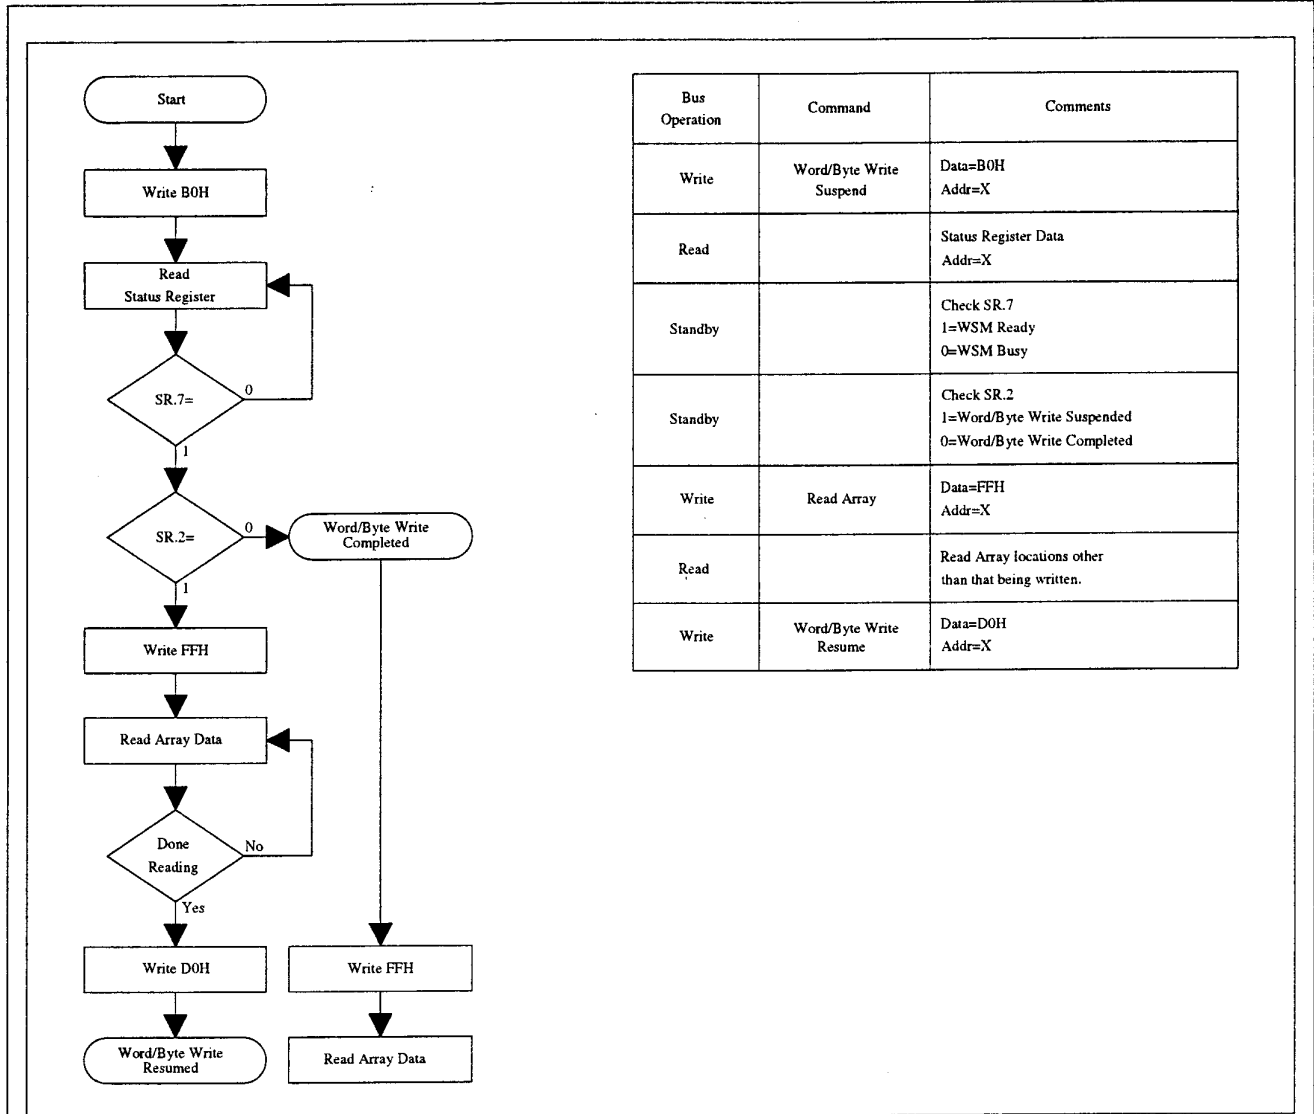 Start
Write B0H
Read
Status Register
SR.7=
0
1
SR.2=
0
Word/Byte Write
Completed
1
Write FFH
Read Array Data
Done
Reading
No
Yes
Write D0H
Write FFH
Word/Byte Write
Resumed
Read Array Data
Bus
Operation
Command
Comments
Write
Word/Byte Write
Suspend
Data=B0H
Addr=X
Read
Status Register Data
Addr=X
Standby
Check SR.7
1=WSM Ready
0=WSM Busy
Standby
Check SR.2
1=Word/Byte Write Suspended
0=Word/Byte Write Completed
Write
Read Array
Data=FFH
Addr=X
Read
Read Array locations other
than that being written.
Write
Word/Byte Write
Resume
Data=D0H
Addr=X